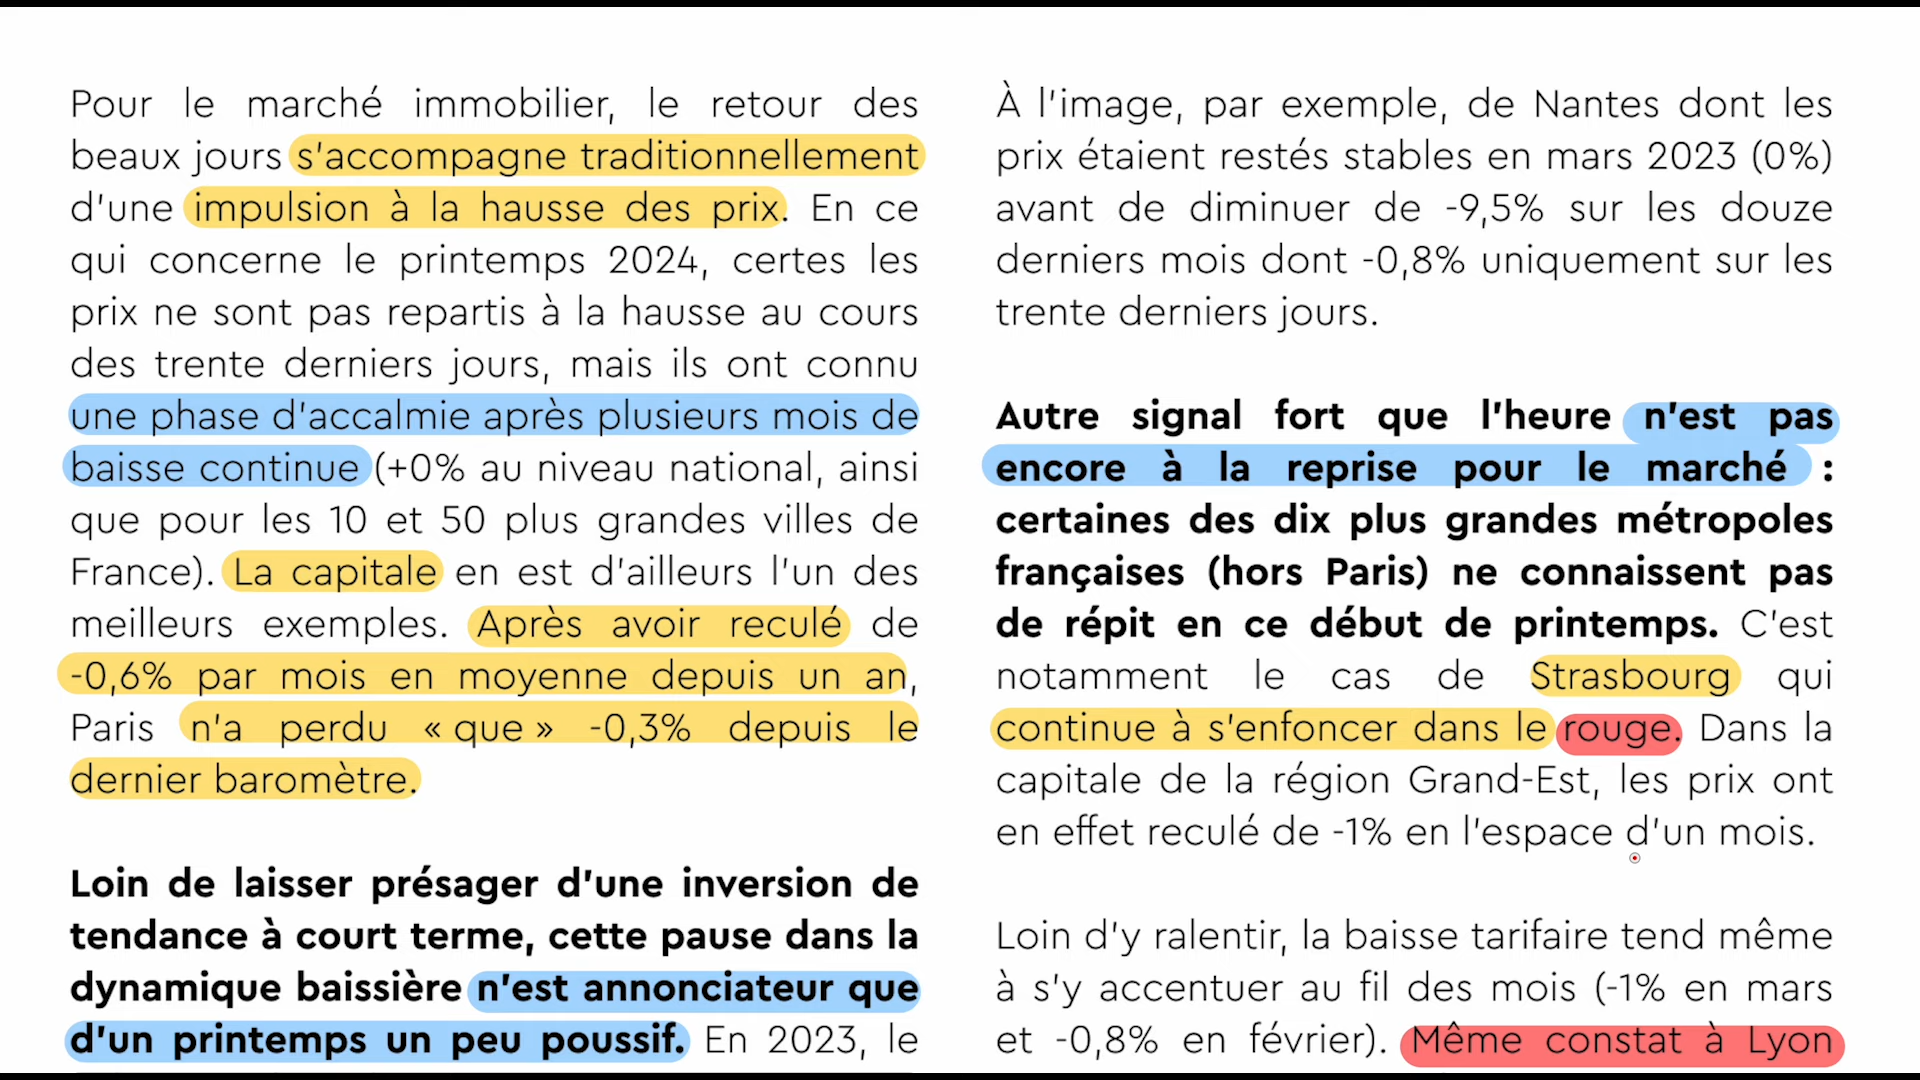 Pour le marché immobilier, le retour des
beaux jours s'accompagne traditionnellement
d'une impulsion à la hausse des prix. En ce
qui concerne le printemps 2024, certes les
prix ne sont pas repartis à la hausse au cours
des trente derniers jours, mais ils ont connu
une phase d'accalmie après plusieurs mois de
baisse continue (+0% au niveau national, ainsi
que pour les 10 et 50 plus grandes villes de
France). La capitale en est d'ailleurs l'un des
meilleurs exemples. Après avoir reculé de
-0,6% par mois en moyenne depuis un an,
Paris n'a perdu « que » -0,3% depuis le
dernier baromètre.
Loin de laisser présager d'une inversion de
tendance à court terme, cette pause dans la
dynamique baissière n'est annonciateur que
d'un printemps un peu poussif. En 2023, le
À l'image, par exemple, de Nantes dont les
prix étaient restés stables en mars 2023 (0%)
avant de diminuer de -9,5% sur les douze
derniers mois dont -0,8% uniquement sur les
trente derniers jours.
Autre signal fort que l'heure n'est pas
encore à la reprise pour le marché :
certaines des dix plus grandes métropoles
françaises (hors Paris) ne connaissent pas
de répit en ce début de printemps. C'est
notamment le cas de Strasbourg qui
continue à s'enfoncer dans le rouge. Dans la
capitale de la région Grand-Est, les prix ont
en effet reculé de -1% en l'espace d'un mois.
Loin d'y ralentir, la baisse tarifaire tend même
à s'y accentuer au fil des mois (-1% en mars
et -0,8% en février). Même constat à Lyon